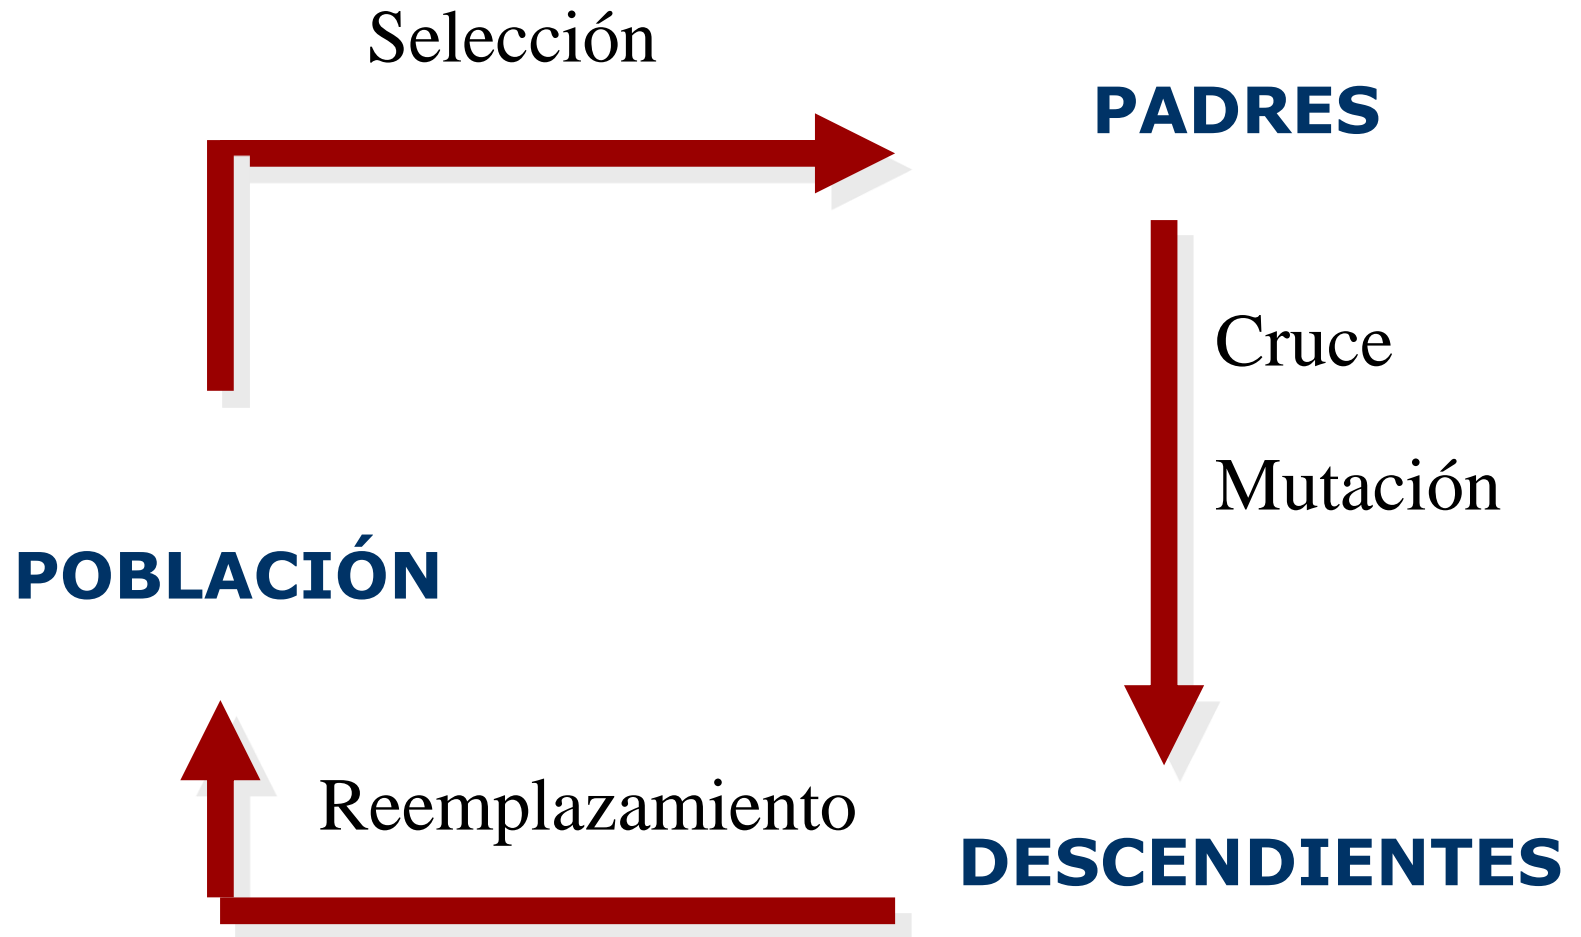 Selección
PADRES
Cruce
Mutación
POBLACIÓN
Reemplazamiento
DESCENDIENTES